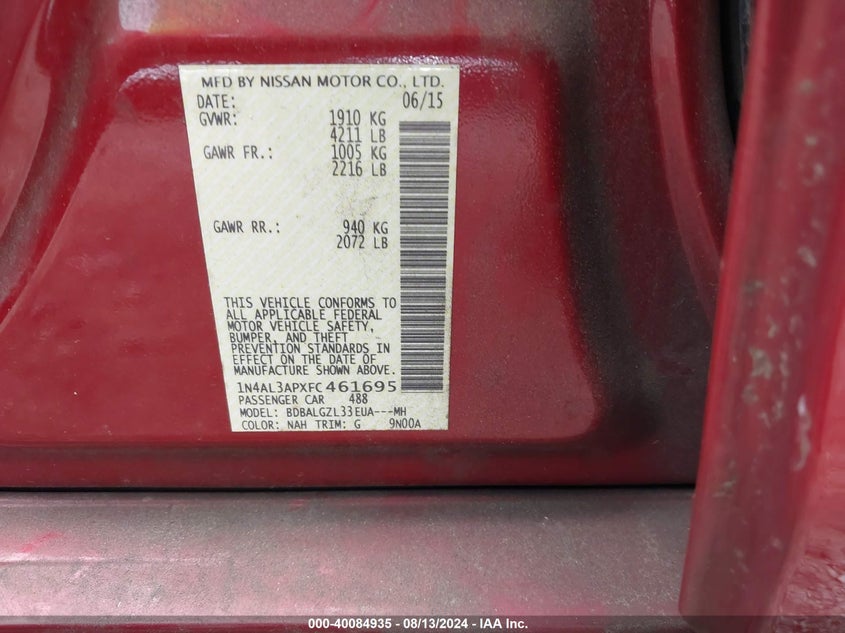 MFD BY NISSAN MOTOR CO., LTD.
DATE: 06/15
GVWR: 1910 KG
4211 LB
GAWR FR.: 1005 KG
2216 LB
GAWR RR.: 940 KG
2072 LB
THIS VEHICLE CONFORMS TO
ALL APPLICABLE FEDERAL
MOTOR VEHICLE SAFETY,
BUMPER, AND THEFT
PREVENTION STANDARDS IN
EFFECT ON THE DATE OF
MANUFACTURE SHOWN ABOVE.
1N4AL3APXFC461695
PASSENGER CAR 488
MODEL: BDBALGZL33EUA---MH
COLOR: NAH TRIM: G 9N00A
000-40084935 - 08/13/2024 - IAA Inc.